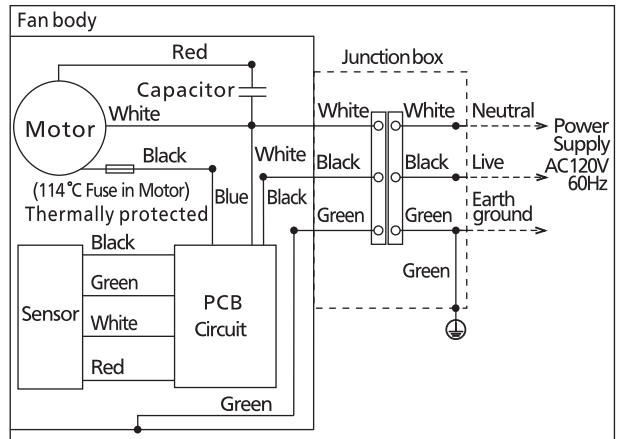 Fan body
Red
Junction box
Capacitor
White
White
White
Neutral
Motor
Power
Supply
AC120V
60Hz
Black
White
Black
Black
Live
(114°C Fuse in Motor)
Thermally protected
Blue
Black
Green
Green
Earth
ground
Black
Green
Green
Sensor
PCB
Circuit
White
Red
Green